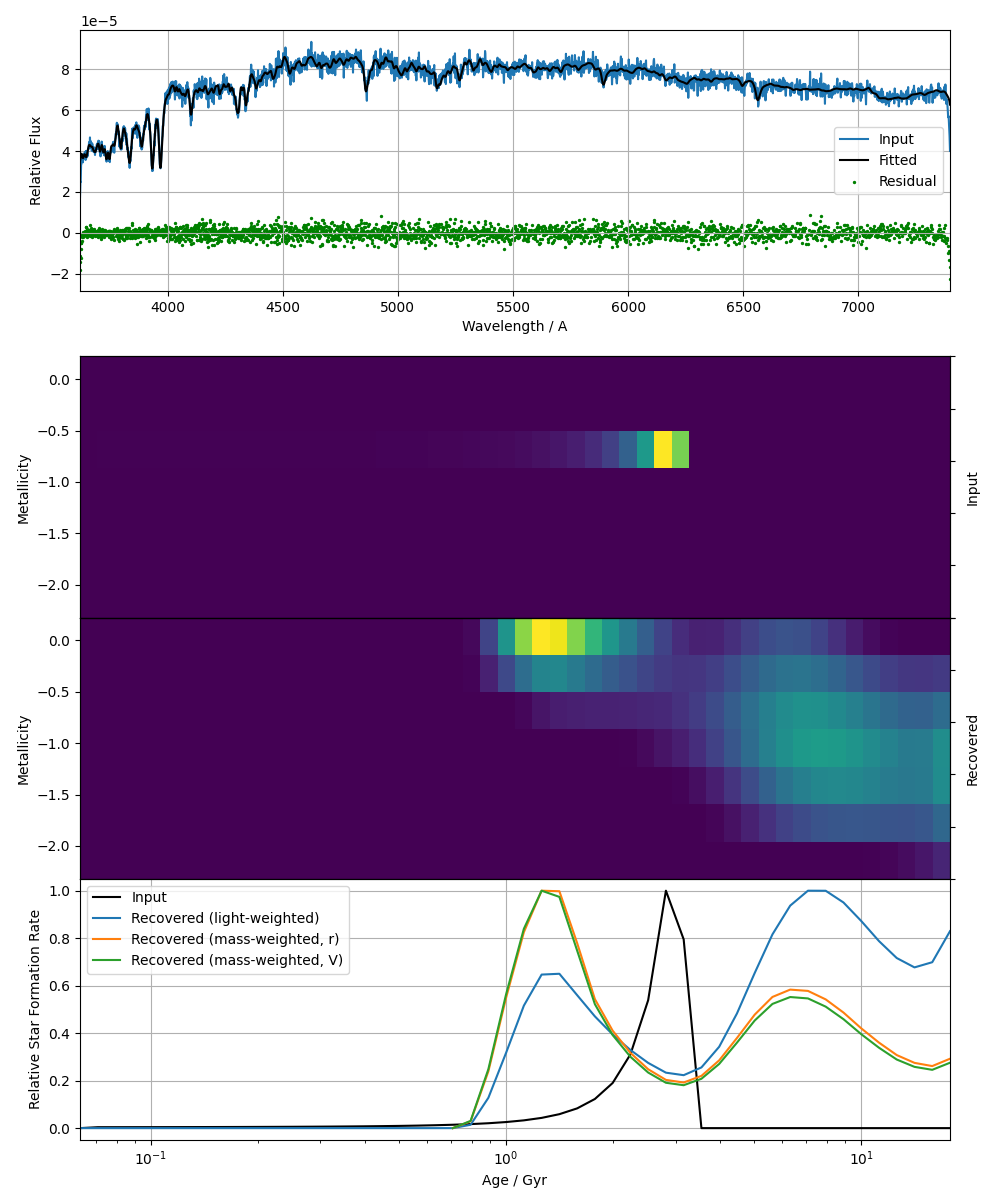 1e−5
8
6
4
2
0
−2
Relative Flux
Input
Fitted
Residual
4000 4500 5000 5500 6000 6500 7000
Wavelength / A
0.0
−0.5
−1.0
−1.5
−2.0
Metallicity
Input
0.0
−0.5
−1.0
−1.5
−2.0
Metallicity
Recovered
1.0
0.8
0.6
0.4
0.2
0.0
Relative Star Formation Rate
Input
Recovered (light-weighted)
Recovered (mass-weighted, r)
Recovered (mass-weighted, V)
10⁻¹ 10⁰ 10¹
Age / Gyr